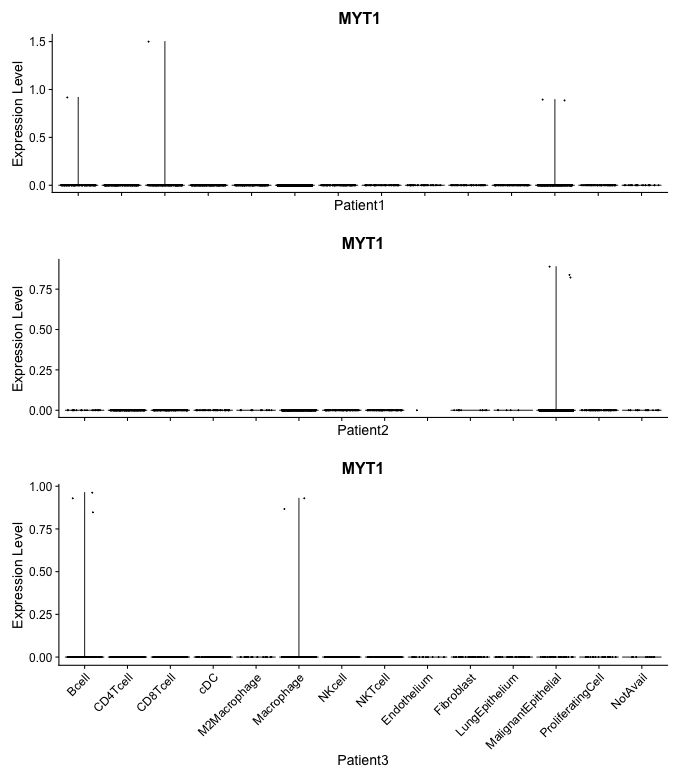 MYT1
Expression Level
1.5
1.0
0.5
0.0
Patient1
MYT1
Expression Level
0.75
0.50
0.25
0.00
Patient2
MYT1
Expression Level
1.00
0.75
0.50
0.25
0.00
Bcell
CD4Tcell
CD8Tcell
cDC
M2Macrophage
Macrophage
NKcell
NKTcell
Endothelium
Fibroblast
LungEpithelium
MalignantEpithelial
ProliferatingCell
NotAvail
Patient3